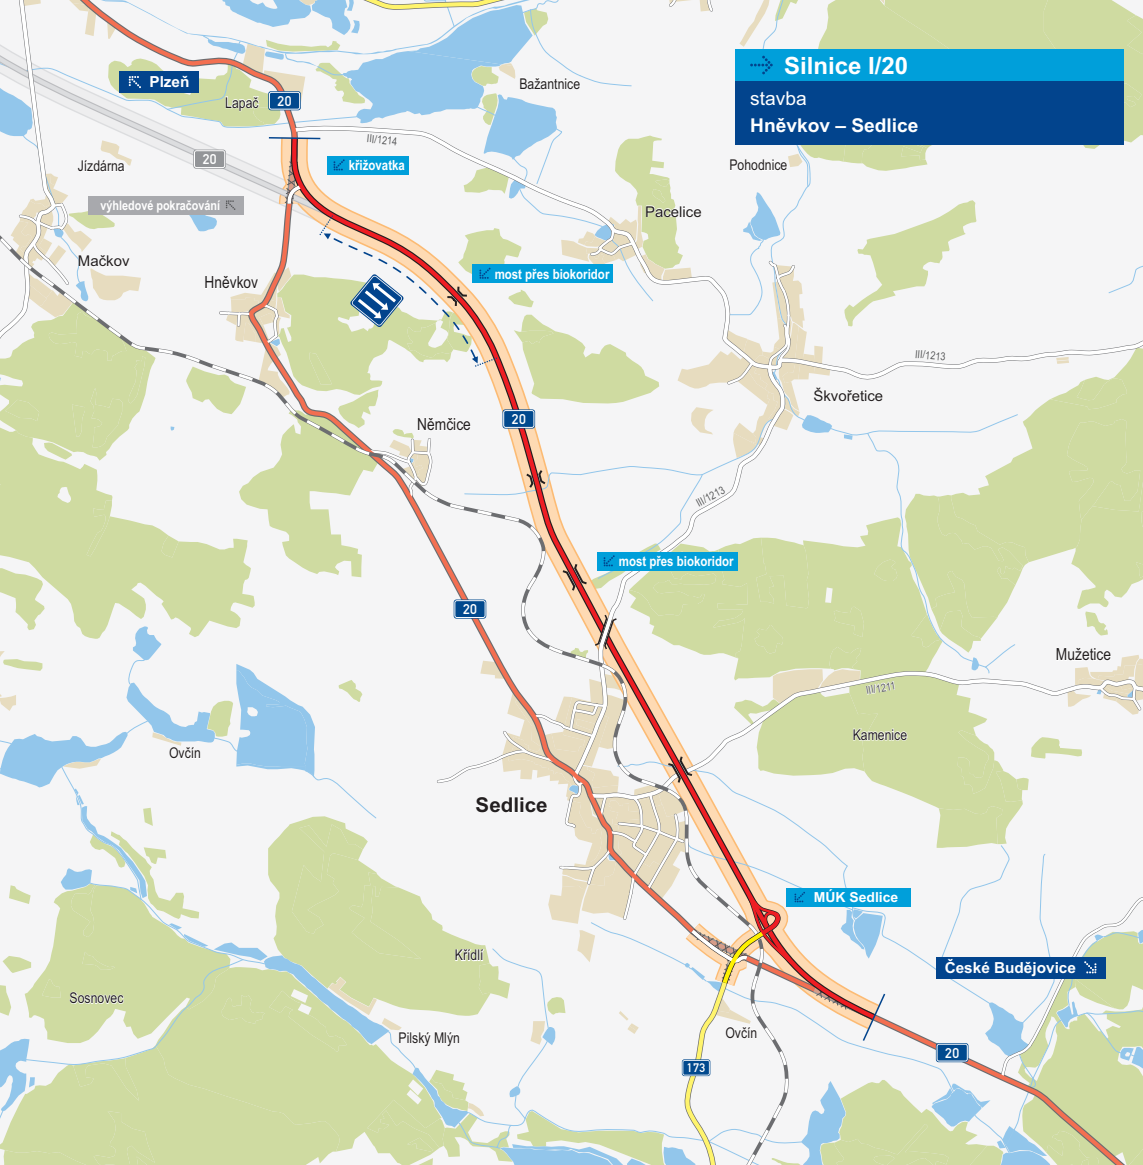 Silnice I/20
stavba
Hněvkov – Sedlice
Plzeň
Lapač
20
Bažantnice
III/1214
20
křižovatka
Jízdárna
Pohodnice
výhledové pokračování
Pacelice
Mačkov
Hněvkov
most přes biokoridor
III/1213
Škvořetice
20
Němčice
III/1213
most přes biokoridor
20
Mužetice
III/1211
Kamenice
Ovčín
Sedlice
MÚK Sedlice
Křídlí
České Budějovice
Sosnovec
Pilský Mlýn
Ovčín
20
173